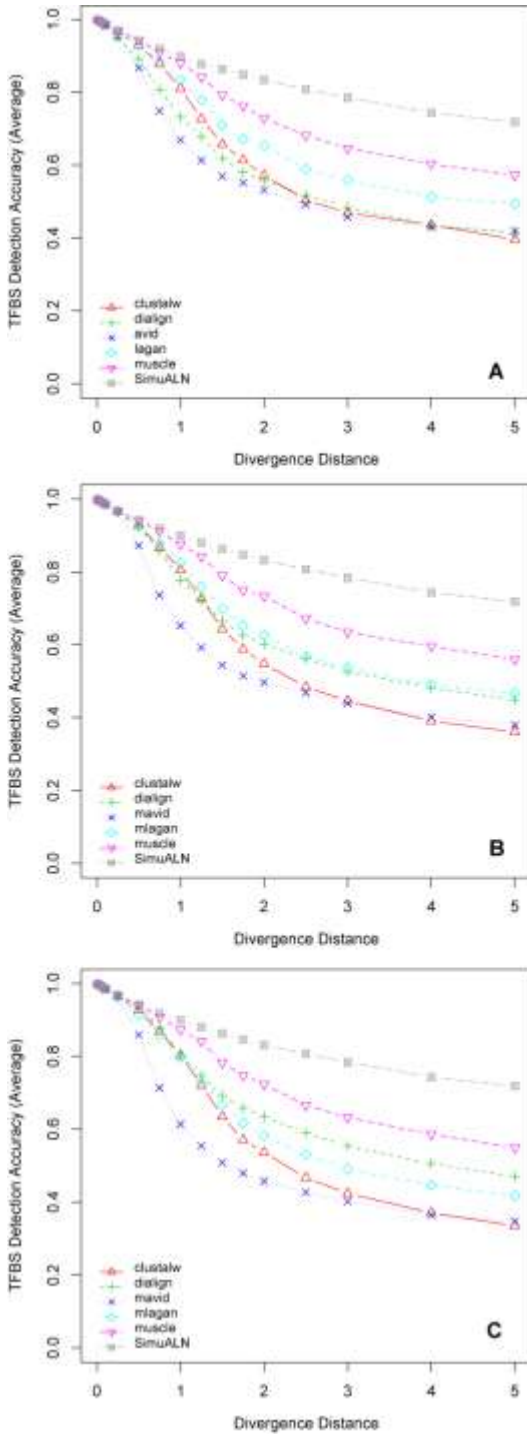 TFBS Detection Accuracy (Average)
1.0
0.8
0.6
0.4
0.2
0.0
clustalw
dialign
avid
lagan
muscle
SimuALN
A
0 1 2 3 4 5
Divergence Distance
TFBS Detection Accuracy (Average)
1.0
0.8
0.6
0.4
0.2
0.0
clustalw
dialign
mavid
mlagan
muscle
SimuALN
B
0 1 2 3 4 5
Divergence Distance
TFBS Detection Accuracy (Average)
1.0
0.8
0.6
0.4
0.2
0.0
clustalw
dialign
mavid
mlagan
muscle
SimuALN
C
0 1 2 3 4 5
Divergence Distance